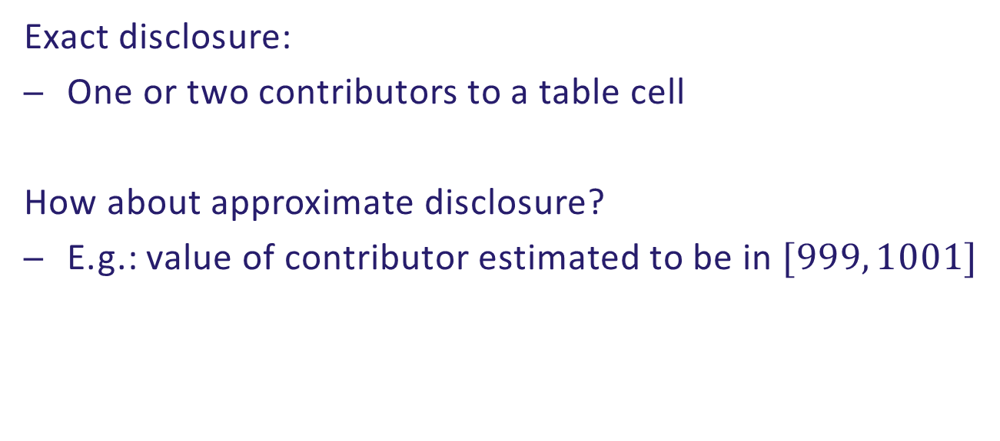 Exact disclosure:
– One or two contributors to a table cell
How about approximate disclosure?
– E.g.: value of contributor estimated to be in [999, 1001]